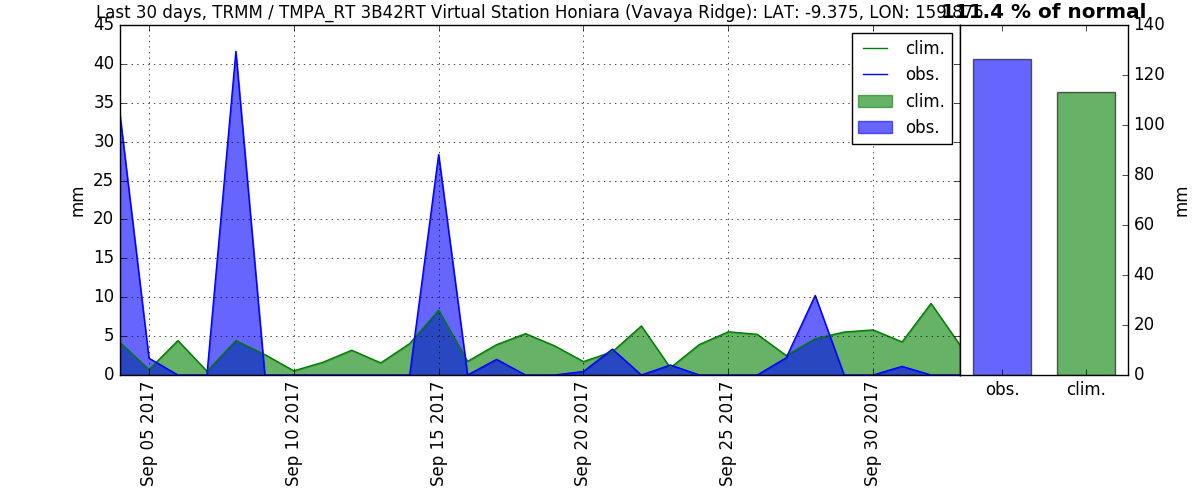 Last 30 days, TRMM / TMPA_RT 3B42RT Virtual Station Honiara (Vavaya Ridge): LAT: -9.375, LON: 159.875
111.4 % of normal
45
40
35
30
25
20
15
10
5
0
mm
clim.
obs.
clim.
obs.
140
120
100
80
60
40
20
0
mm
obs.
clim.
Sep 05 2017
Sep 10 2017
Sep 15 2017
Sep 20 2017
Sep 25 2017
Sep 30 2017